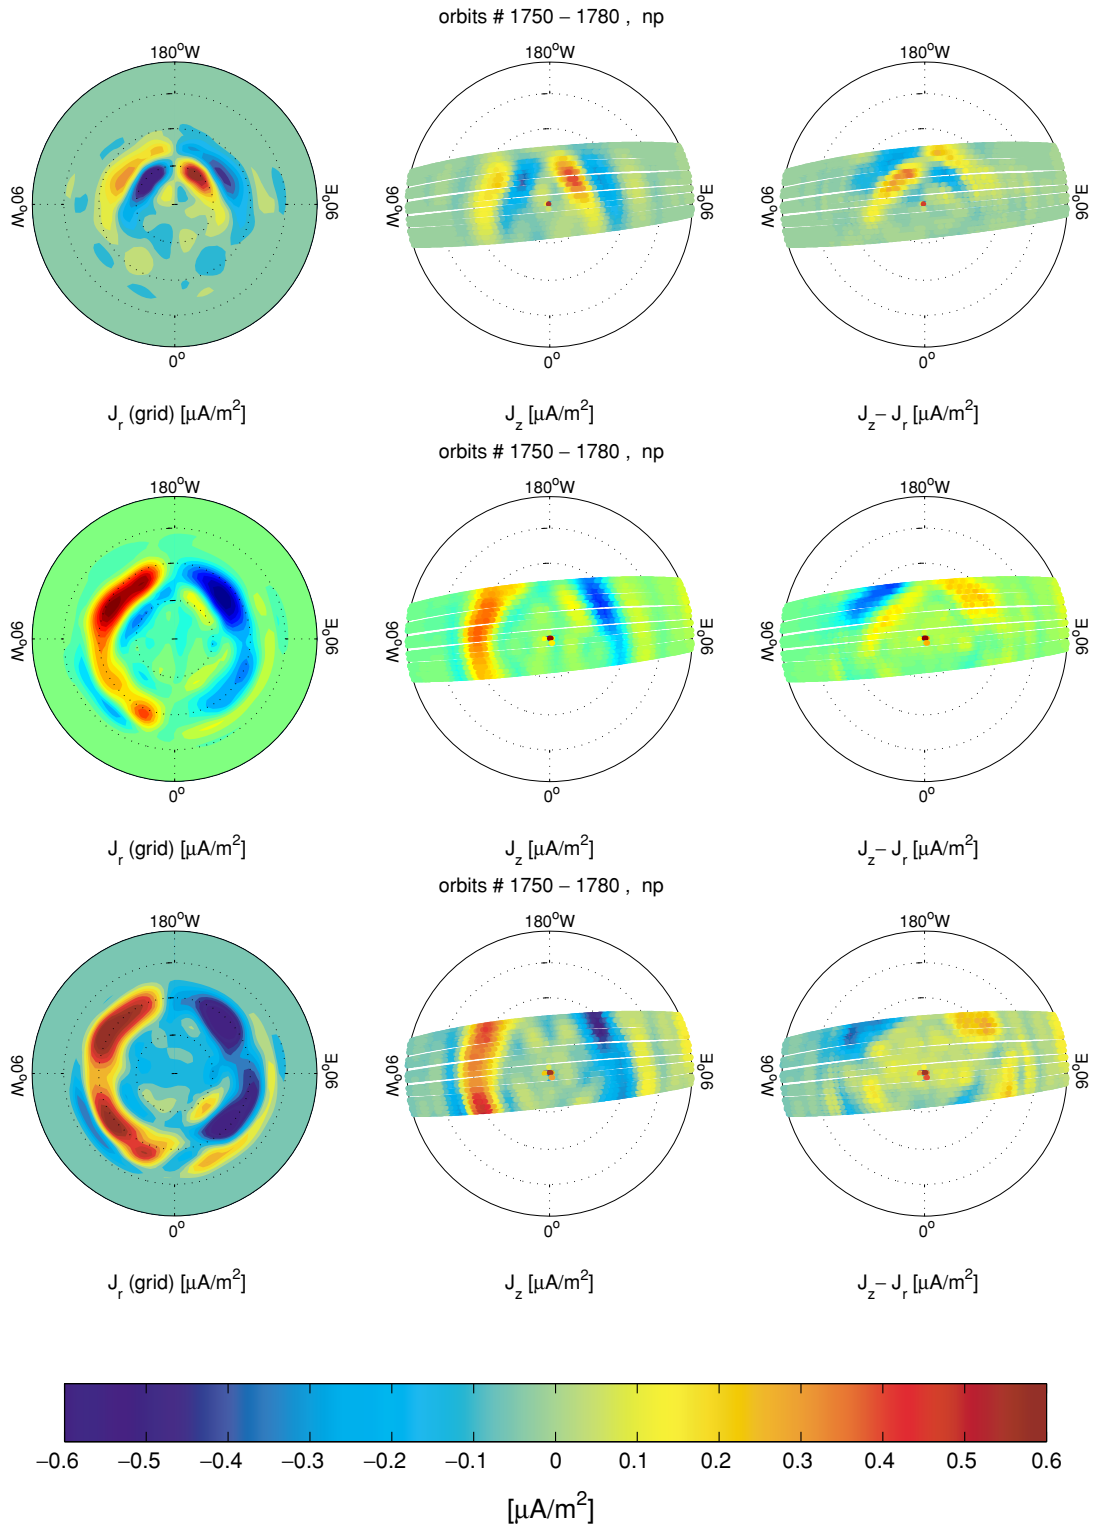 orbits # 1750 – 1780 , np
180°W 180°W 180°W
90°W 90°E 90°W 90°E 90°W 90°E
0° 0° 0°
J_r (grid) [μA/m²] J_z [μA/m²] J_z– J_r [μA/m²]
orbits # 1750 – 1780 , np
180°W 180°W 180°W
90°W 90°E 90°W 90°E 90°W 90°E
0° 0° 0°
J_r (grid) [μA/m²] J_z [μA/m²] J_z– J_r [μA/m²]
orbits # 1750 – 1780 , np
180°W 180°W 180°W
90°W 90°E 90°W 90°E 90°W 90°E
0° 0° 0°
J_r (grid) [μA/m²] J_z [μA/m²] J_z– J_r [μA/m²]
–0.6 –0.5 –0.4 –0.3 –0.2 –0.1 0 0.1 0.2 0.3 0.4 0.5 0.6
[μA/m²]